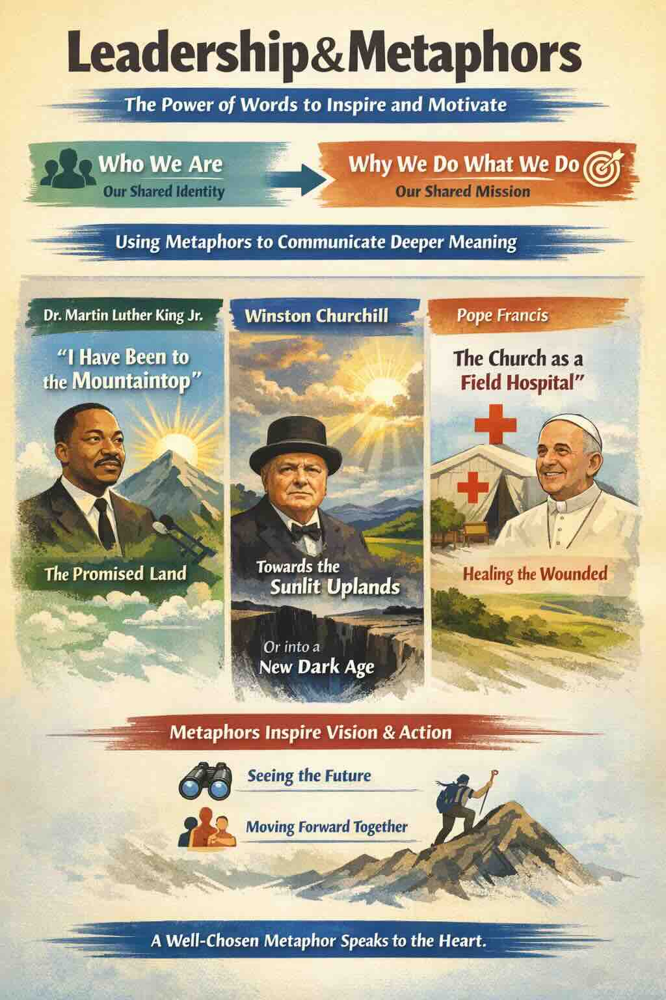 Leadership & Metaphors
The Power of Words to Inspire and Motivate
Who We Are
Our Shared Identity
Why We Do What We Do
Our Shared Mission
Using Metaphors to Communicate Deeper Meaning
Dr. Martin Luther King Jr.
“I Have Been to
the Mountaintop”
The Promised Land
Winston Churchill
Towards the
Sunlit Uplands
Or into a
New Dark Age
Pope Francis
The Church as a
Field Hospital”
Healing the Wounded
Metaphors Inspire Vision & Action
Seeing the Future
Moving Forward Together
A Well-Chosen Metaphor Speaks to the Heart.